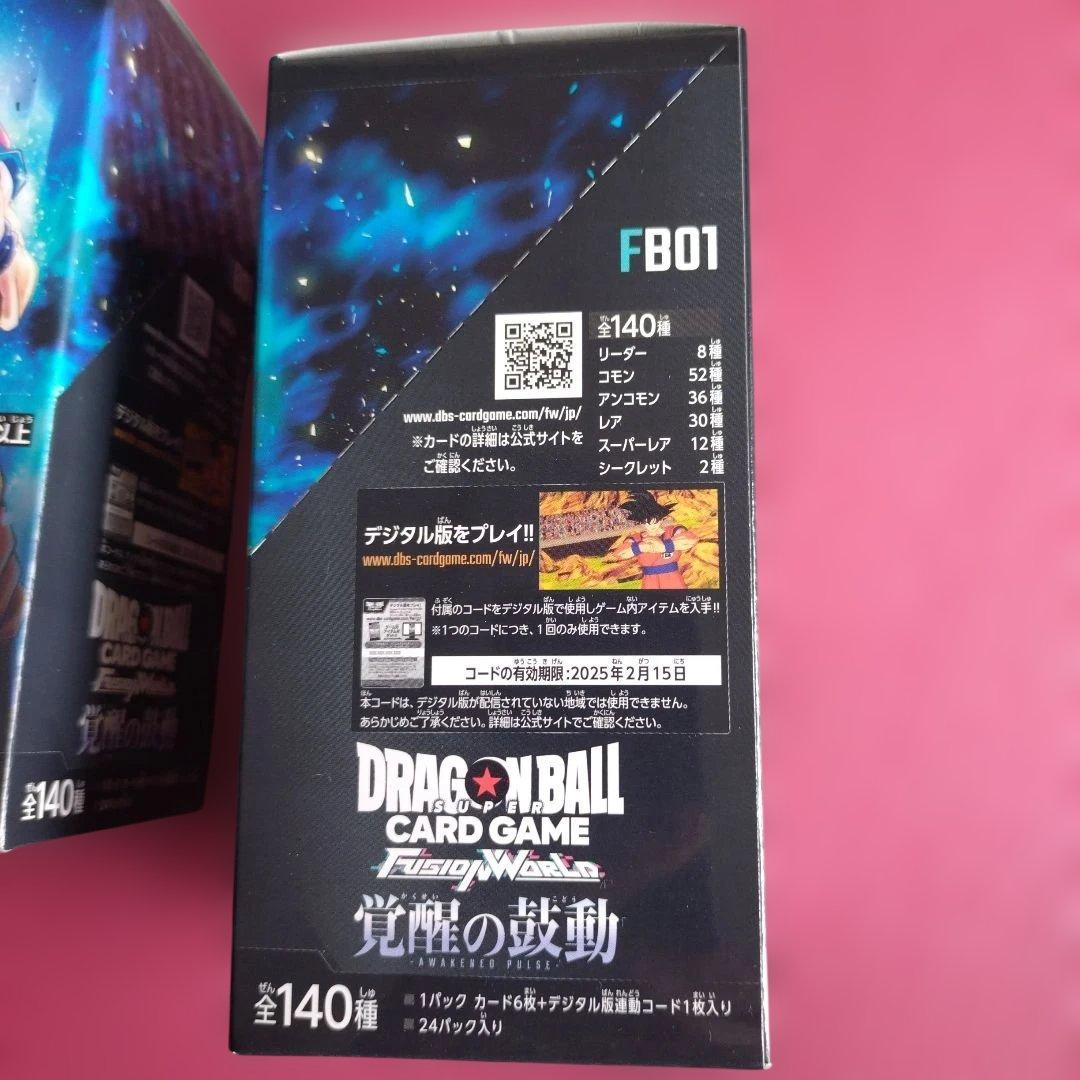 FB01
全140種
リーダー 8種
コモン 52種
アンコモン 36種
レア 30種
スーパーレア 12種
シークレット 2種
www.dbs-cardgame.com/fw/jp/
※カードの詳細は公式サイトを
ご確認ください。
デジタル版をプレイ!!
www.dbs-cardgame.com/fw/jp/
付属のコードをデジタル版で使用しゲーム内アイテムを入手!!
※1つのコードにつき、1回のみ使用できます。
コードの有効期限:2025年2月15日
本コードは、デジタル版が配信されていない地域では使用できません。
あらかじめご了承ください。詳細は公式サイトでご確認ください。
DRAGON BALL
SUPER
CARD GAME
FUSION WORLD
覚醒の鼓動
-AWAKENED PULSE-
全140種
1パック カード6枚+デジタル版連動コード1枚入り
24パック入り
以上
DRAGON BALL
CARD GAME
覚醒の鼓動
全140種